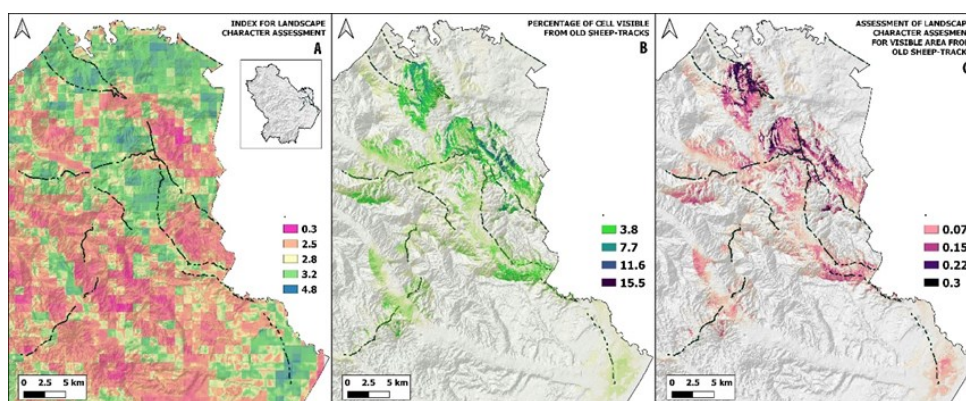 INDEX FOR LANDSCAPE
CHARACTER ASSESSMENT
A
0.3
2.5
2.8
3.2
4.8
0 2.5 5 km
PERCENTAGE OF CELL VISIBLE
FROM OLD SHEEP-TRACKS
B
3.8
7.7
11.6
15.5
0 2.5 5 km
ASSESSMENT OF LANDSCAP
CHARACTER ASSESMENT
FOR VISIBLE AREA FROM
OLD SHEEP-TRACK
0.07
0.15
0.22
0.3
0 2.5 5 km